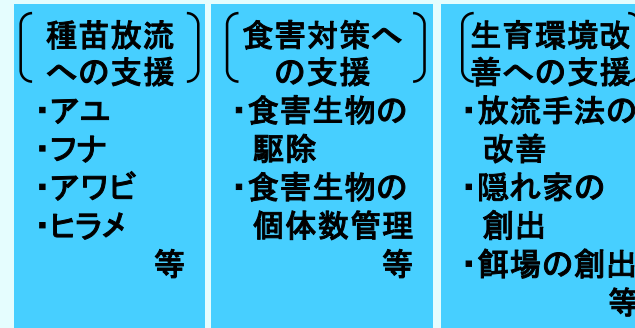 種苗放流
への支援
・アユ
・フナ
・アワビ
・ヒラメ
等
食害対策へ
の支援
・食害生物の
駆除
・食害生物の
個体数管理
等
生育環境改
善への支援
・放流手法の
改善
・隠れ家の
創出
・餌場の創出
等